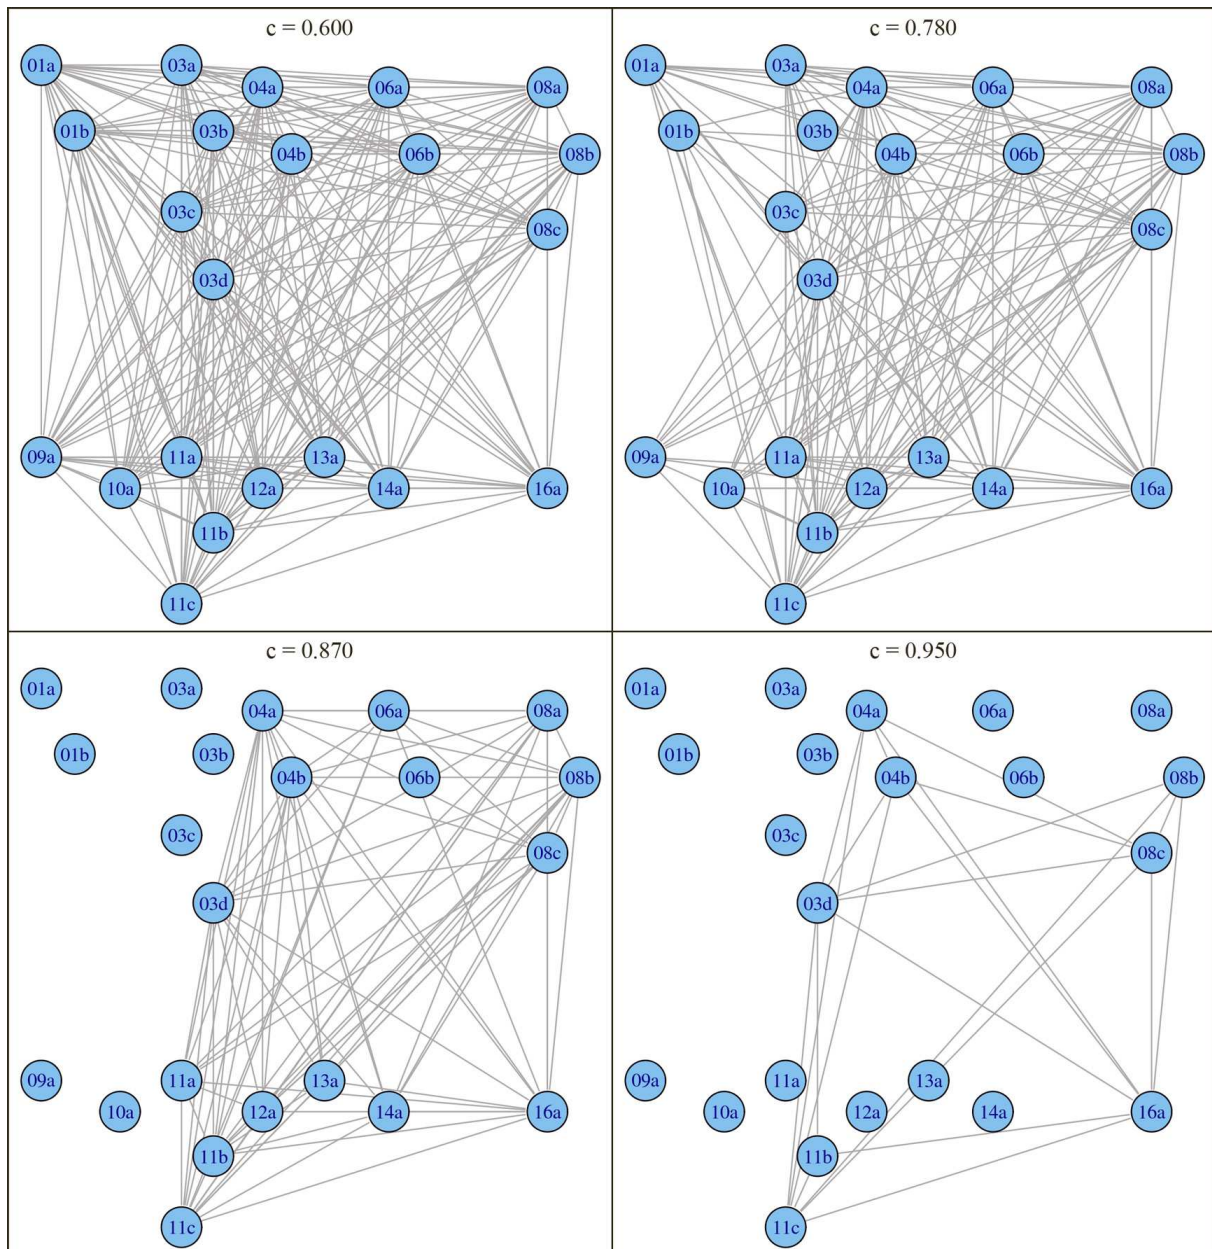 c = 0.600
01a 03a 04a 06a 08a
01b 03b 04b 06b 08b
03c 08c
03d
09a 11a 13a
10a 12a 14a 16a
11b
11c
c = 0.780
01a 03a 04a 06a 08a
01b 03b 04b 06b 08b
03c 08c
03d
09a 11a 13a
10a 12a 14a 16a
11b
11c
c = 0.870
01a 03a 04a 06a 08a
01b 03b 04b 06b 08b
03c 08c
03d
09a 11a 13a
10a 12a 14a 16a
11b
11c
c = 0.950
01a 03a 04a 06a 08a
01b 03b 04b 06b 08b
03c 08c
03d
09a 11a 13a
10a 12a 14a 16a
11b
11c